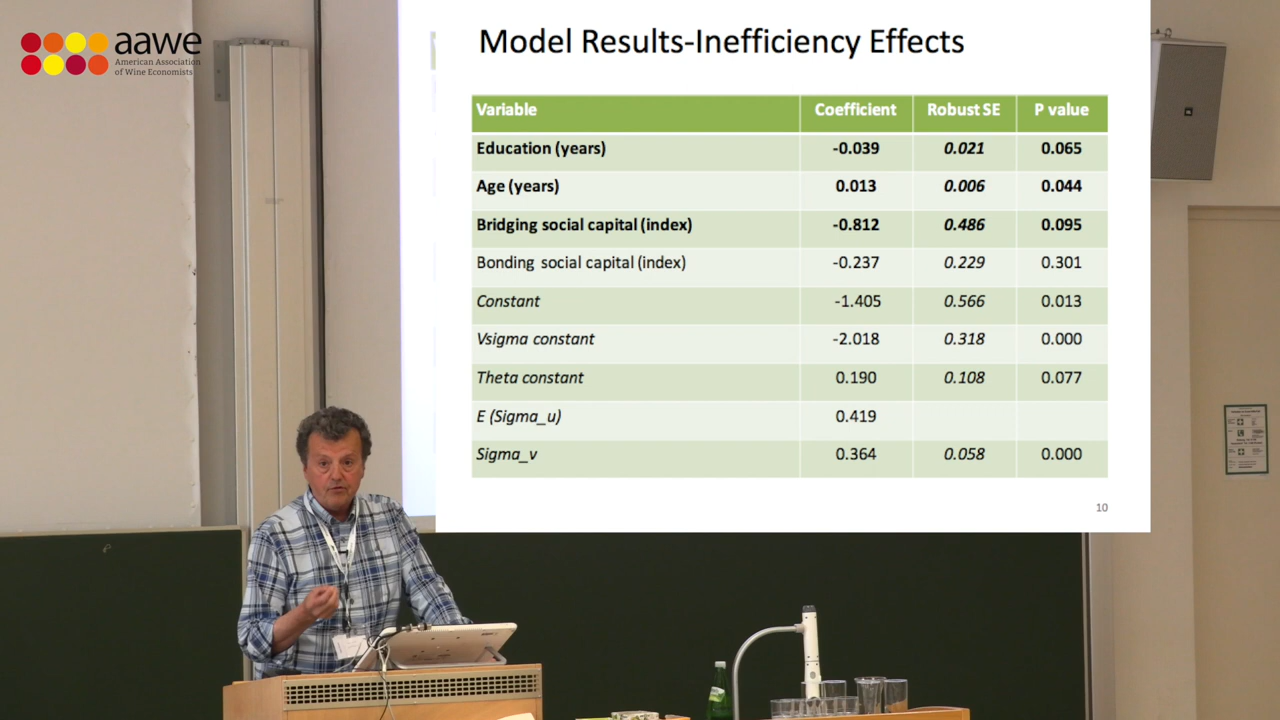 aawe
American Association
of Wine Economists
Model Results-Inefficiency Effects
Variable Coefficient Robust SE P value
Education (years) -0.039 0.021 0.065
Age (years) 0.013 0.006 0.044
Bridging social capital (index) -0.812 0.486 0.095
Bonding social capital (index) -0.237 0.229 0.301
Constant -1.405 0.566 0.013
Vsigma constant -2.018 0.318 0.000
Theta constant 0.190 0.108 0.077
E (Sigma_u) 0.419
Sigma_v 0.364 0.058 0.000
10